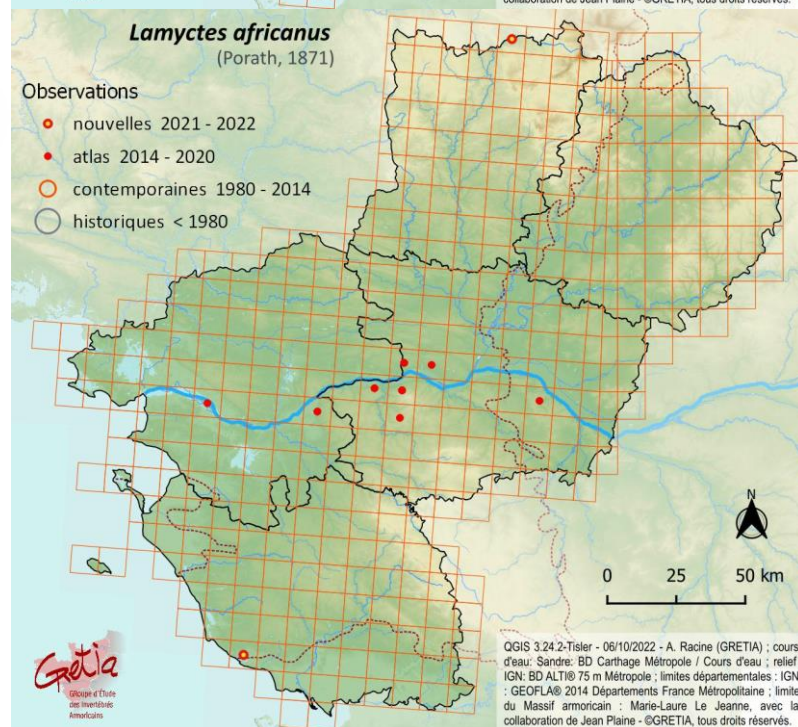 collaboration de Jean Plaine - ©GRETIA, tous droits réservés.
Lamyctes africanus
(Porath, 1871)
Observations
nouvelles 2021 - 2022
atlas 2014 - 2020
contemporaines 1980 - 2014
historiques < 1980
N
0 25 50 km
Gretia
Groupe d'Étude
des Invertébrés
Armoricains
QGIS 3.24.2-Tisler - 06/10/2022 - A. Racine (GRETIA) ; cours
d'eau: Sandre: BD Carthage Métropole / Cours d'eau ; relief
IGN: BD ALTI® 75 m Métropole ; limites départementales : IGN
: GEOFLA® 2014 Départements France Métropolitaine ; limite
du Massif armoricain : Marie-Laure Le Jeanne, avec la
collaboration de Jean Plaine - ©GRETIA, tous droits réservés.